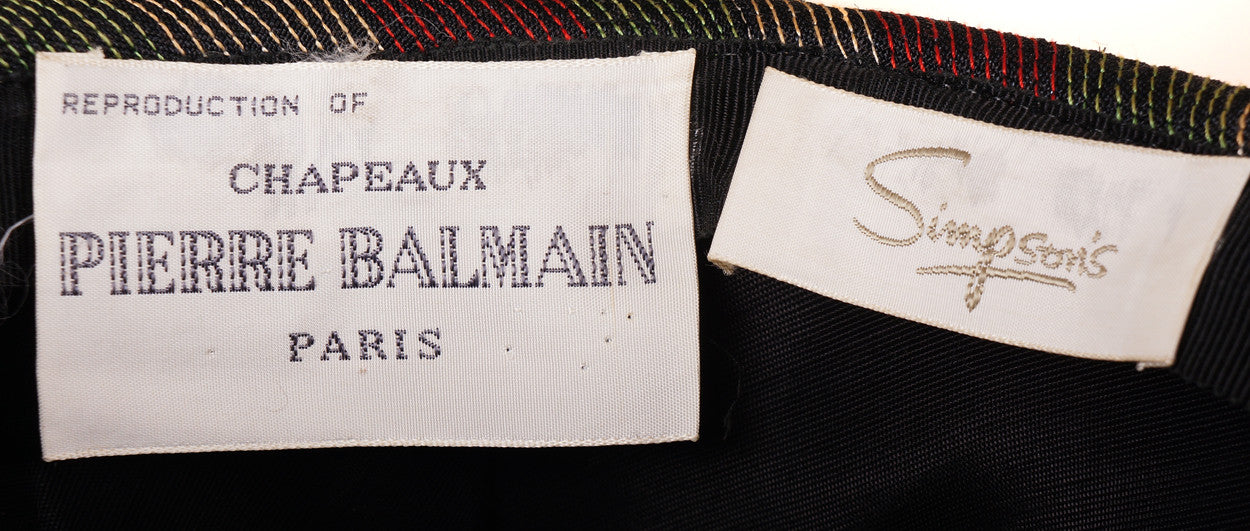 REPRODUCTION OF
CHAPEAUX
PIERRE BALMAIN
PARIS
Simpson's